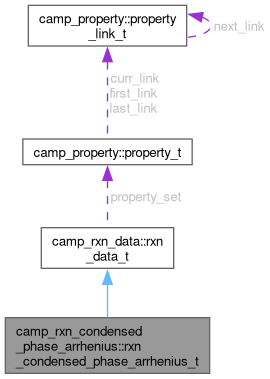 camp_property::property
_link_t
next_link
curr_link
first_link
last_link
camp_property::property_t
property_set
camp_rxn_data::rxn
_data_t
camp_rxn_condensed
_phase_arrhenius::rxn
_condensed_phase_arrhenius_t